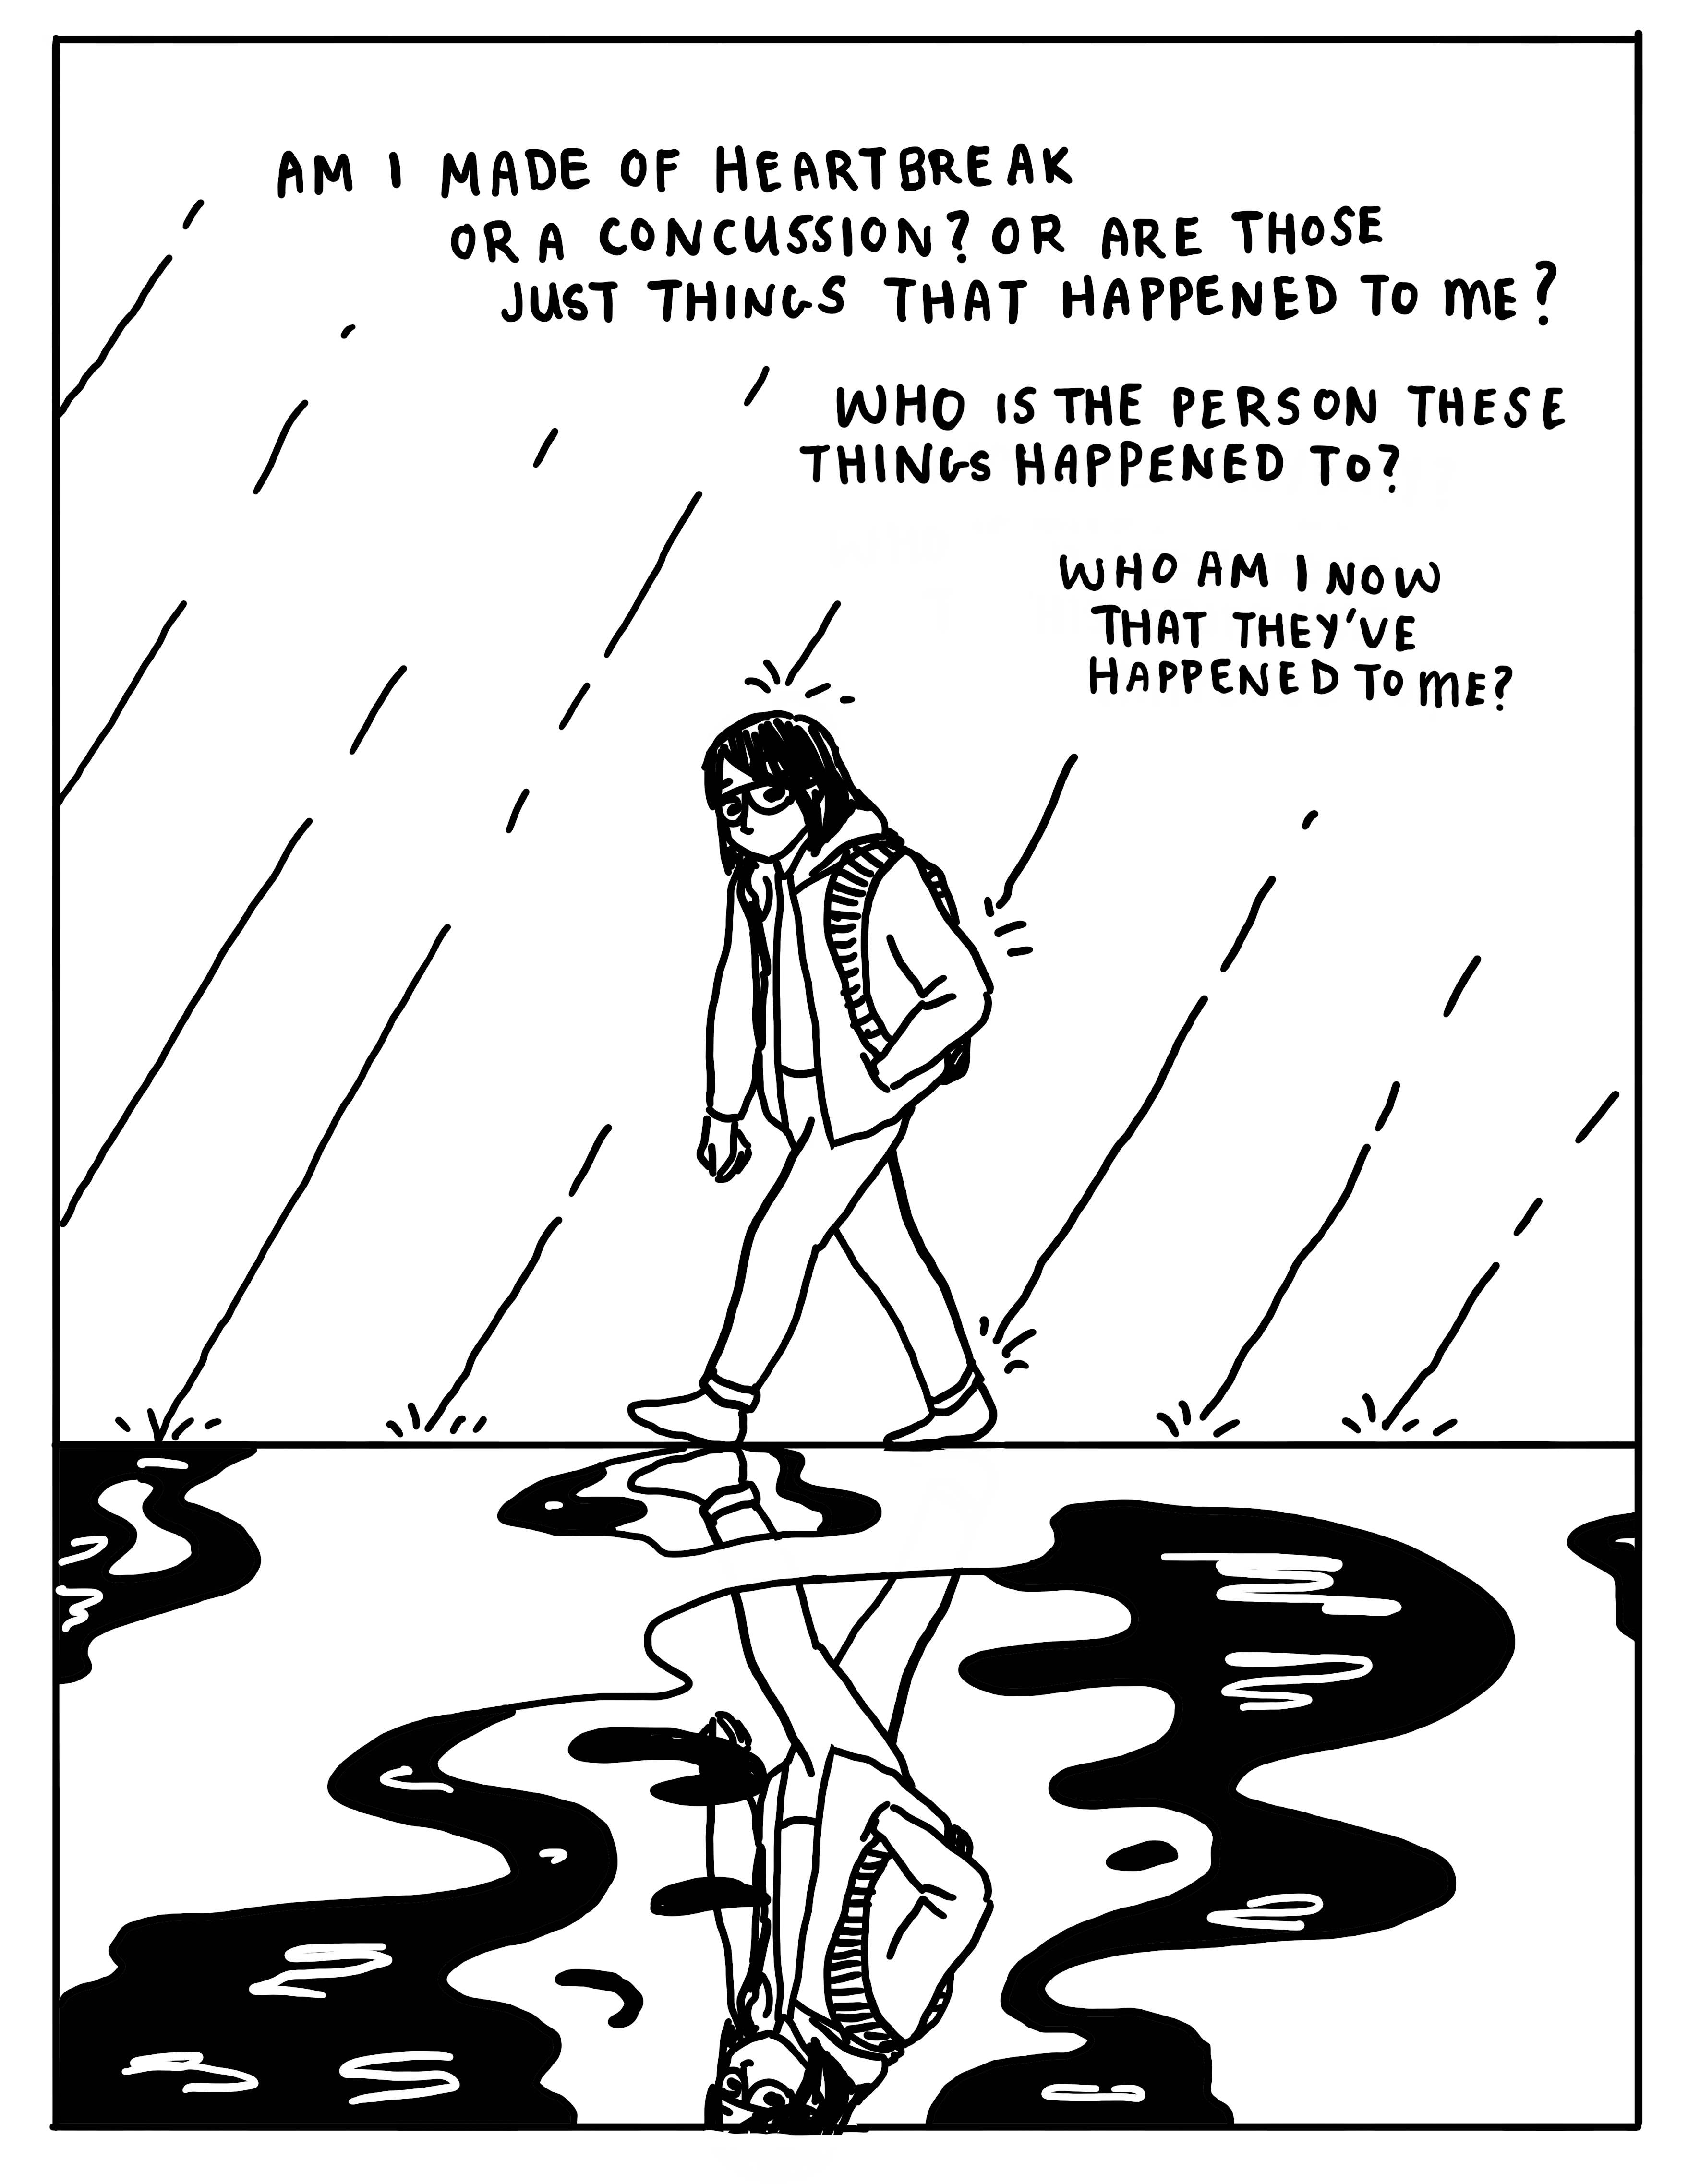 AM I MADE OF HEARTBREAK
OR A CONCUSSION? OR ARE THOSE
JUST THINGS THAT HAPPENED TO ME?
WHO IS THE PERSON THESE
THINGS HAPPENED TO?
WHO AM I NOW
THAT THEY'VE
HAPPENED TO ME?